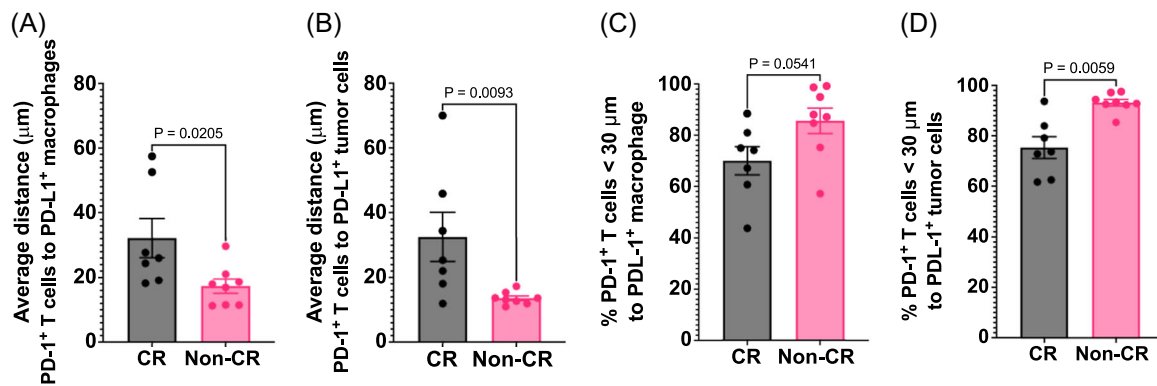 (A)
Average distance (μm)
PD-1⁺ T cells to PD-L1⁺ macrophages
80
60
40
20
0
P = 0.0205
CR Non-CR
(B)
Average distance (μm)
PD-1⁺ T cells to PD-L1⁺ tumor cells
80
60
40
20
0
P = 0.0093
CR Non-CR
(C)
% PD-1⁺ T cells < 30 μm
to PDL-1⁺ macrophage
100
80
60
40
20
0
P = 0.0541
CR Non-CR
(D)
% PD-1⁺ T cells < 30 μm
to PDL-1⁺ tumor cells
100
80
60
40
20
0
P = 0.0059
CR Non-CR